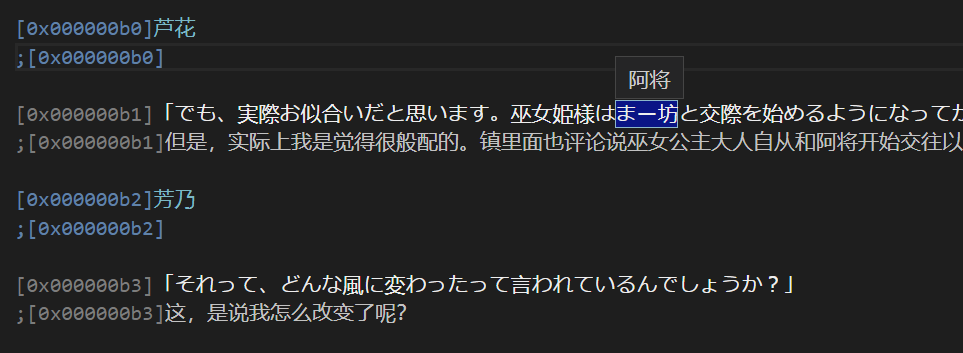 [0x000000b0]芦花
;[0x000000b0]
阿将
[0x000000b1]「でも、実際お似合いだと思います。巫女姫様はまー坊と交際を始めるようになってか
;[0x000000b1]但是，实际上我是觉得很般配的。镇里面也评论说巫女公主大人自从和阿将开始交往以
[0x000000b2]芳乃
;[0x000000b2]
[0x000000b3]「それって、どんな風に変わったって言われているんでしょうか？」
;[0x000000b3]这，是说我怎么改变了呢？